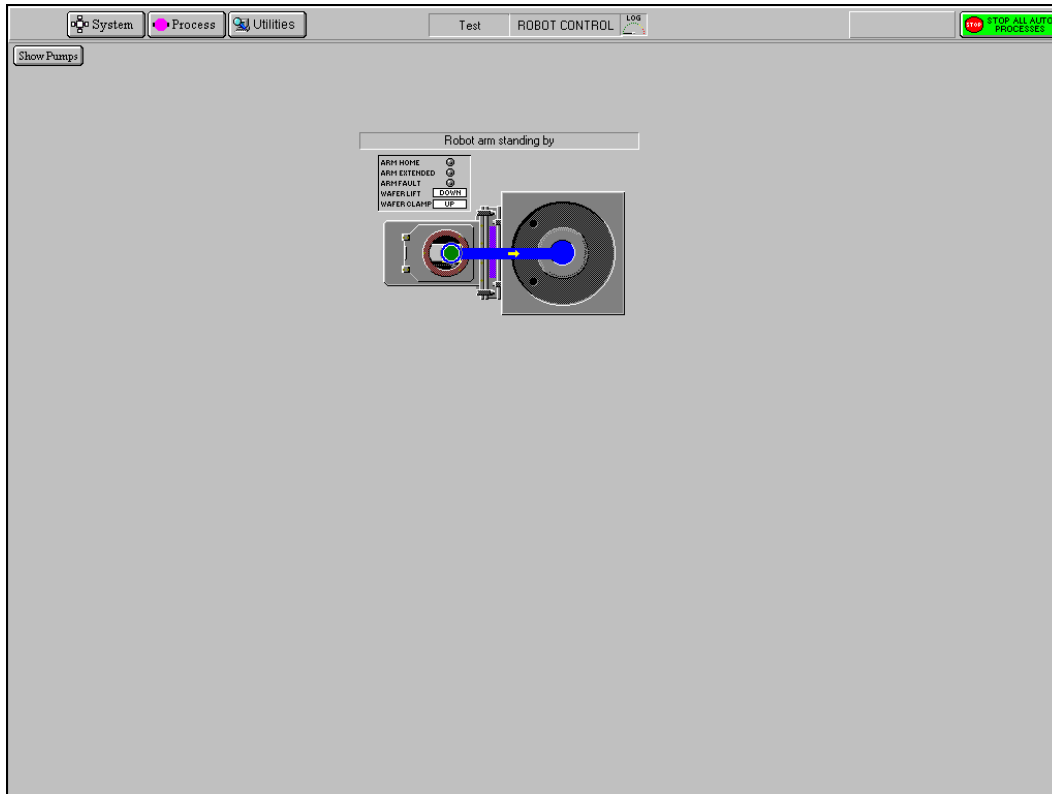 System Process Utilities Test ROBOT CONTROL LOG STOP STOP ALL AUTO
PROCESSES
Show Pumps
Robot arm standing by
ARM HOME
ARM EXTENDED
ARM FAULT
WAFER LIFT DOWN
WAFER CLAMP UP